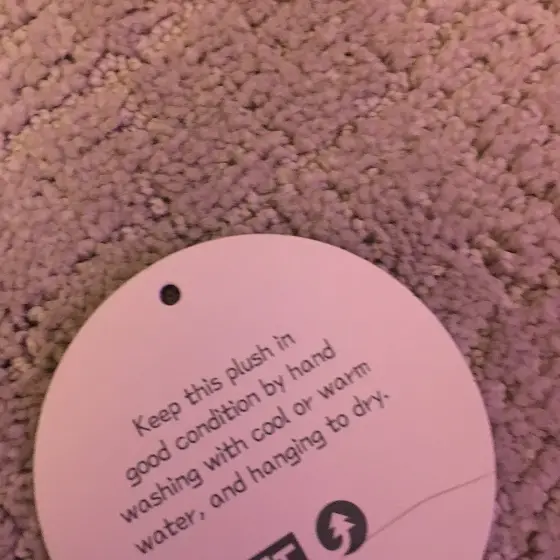 Keep this plush in
good condition by hand
washing with cool or warm
water, and hanging to dry.